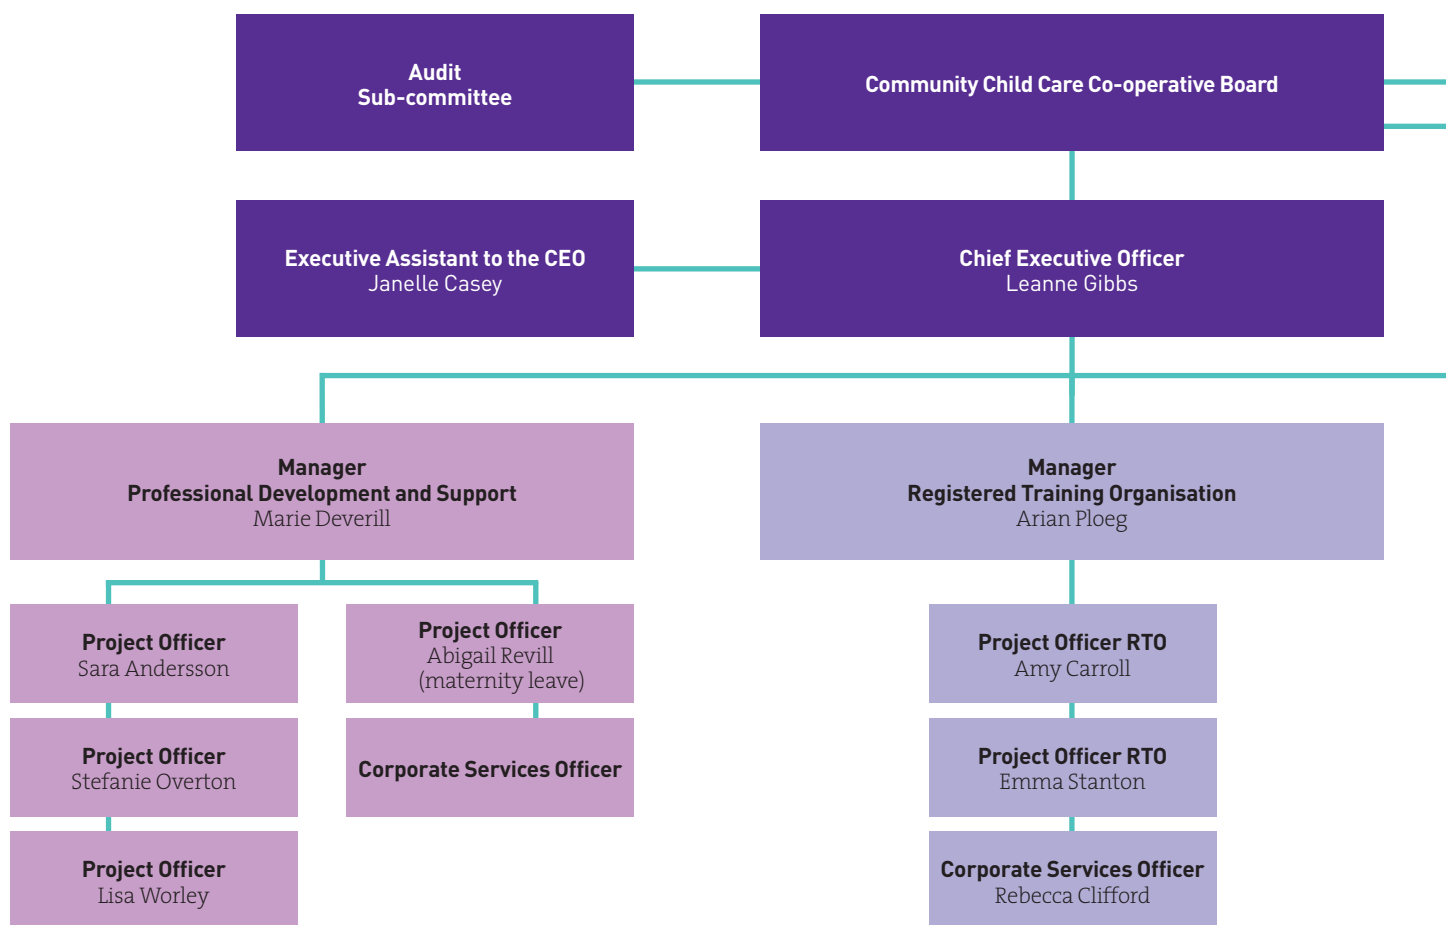 Audit
Sub-committee
Community Child Care Co-operative Board
Executive Assistant to the CEO
Janelle Casey
Chief Executive Officer
Leanne Gibbs
Manager
Professional Development and Support
Marie Deverill
Manager
Registered Training Organisation
Arian Ploeg
Project Officer
Sara Andersson
Project Officer
Abigail Revill
(maternity leave)
Project Officer RTO
Amy Carroll
Project Officer
Stefanie Overton
Corporate Services Officer
Project Officer RTO
Emma Stanton
Project Officer
Lisa Worley
Corporate Services Officer
Rebecca Clifford